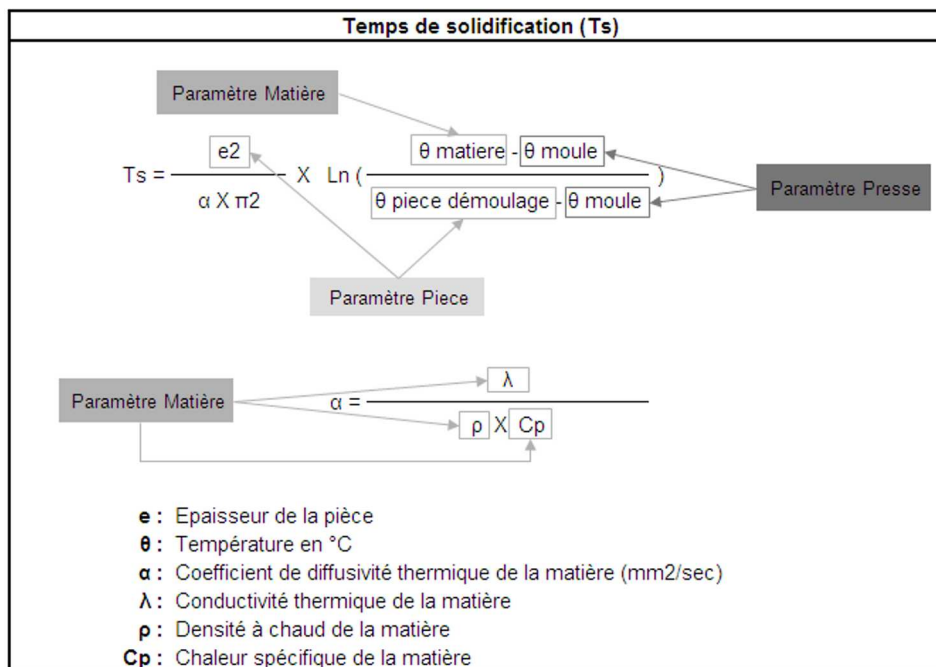 Temps de solidification (Ts)
Paramètre Matière
e2
θ matiere - θ moule
Ts = X Ln ( )
Paramètre Presse
α X π2
θ piece démoulage - θ moule
Paramètre Piece
λ
Paramètre Matière
α =
ρ X Cp
e : Epaisseur de la pièce
θ : Température en °C
α : Coefficient de diffusivité thermique de la matière (mm2/sec)
λ : Conductivité thermique de la matière
ρ : Densité à chaud de la matière
Cp : Chaleur spécifique de la matière